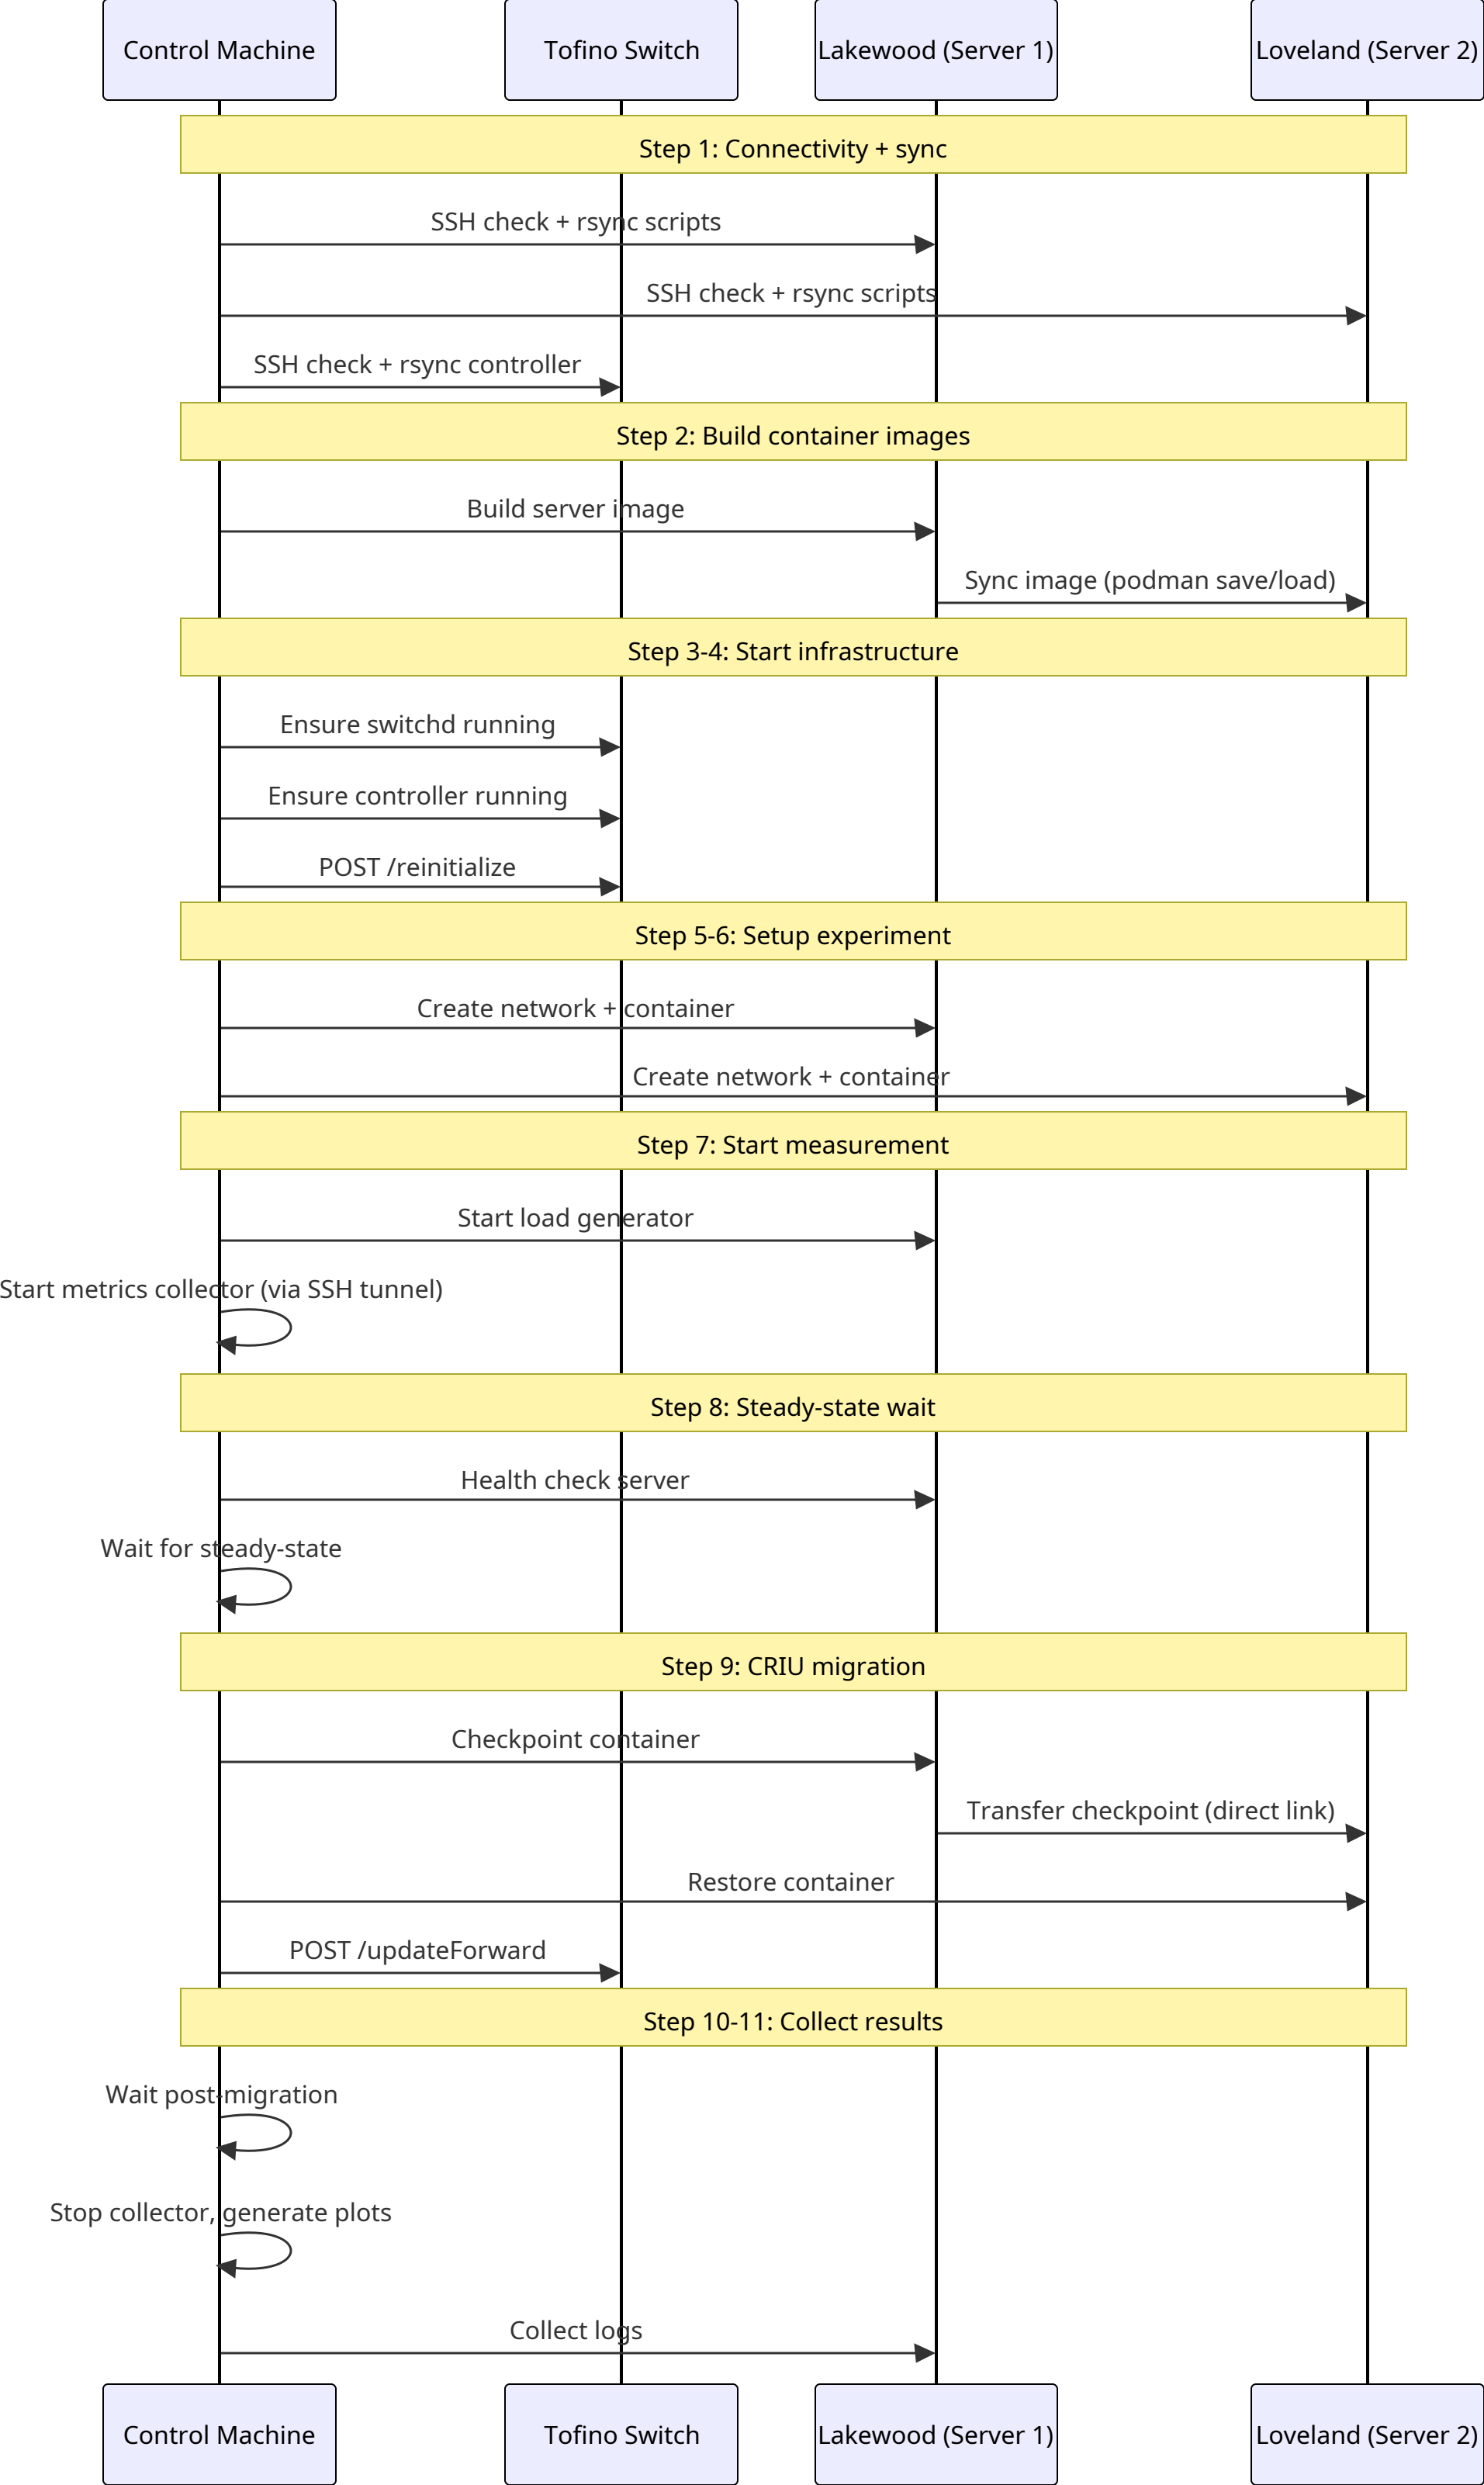 Control Machine
Tofino Switch
Lakewood (Server 1)
Loveland (Server 2)
Step 1: Connectivity + sync
SSH check + rsync scripts
SSH check + rsync scripts
SSH check + rsync controller
Step 2: Build container images
Build server image
Sync image (podman save/load)
Step 3-4: Start infrastructure
Ensure switchd running
Ensure controller running
POST /reinitialize
Step 5-6: Setup experiment
Create network + container
Create network + container
Step 7: Start measurement
Start load generator
Start metrics collector (via SSH tunnel)
Step 8: Steady-state wait
Health check server
Wait for steady-state
Step 9: CRIU migration
Checkpoint container
Transfer checkpoint (direct link)
Restore container
POST /updateForward
Step 10-11: Collect results
Wait post-migration
Stop collector, generate plots
Collect logs
Control Machine
Tofino Switch
Lakewood (Server 1)
Loveland (Server 2)